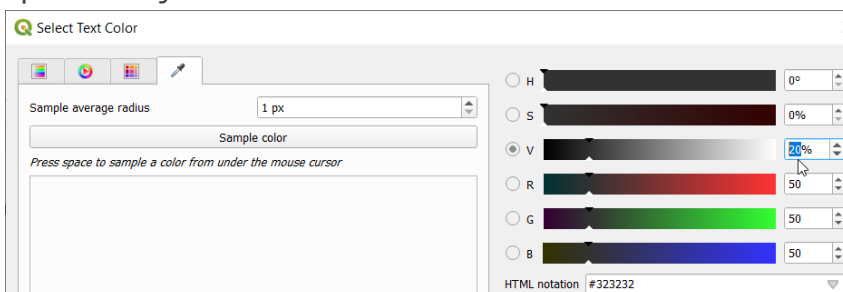 Select Text Color
Sample average radius 1 px
Sample color
Press space to sample a color from under the mouse cursor
H 0°
S 0%
V 20%
R 50
G 50
B 50
HTML notation #323232